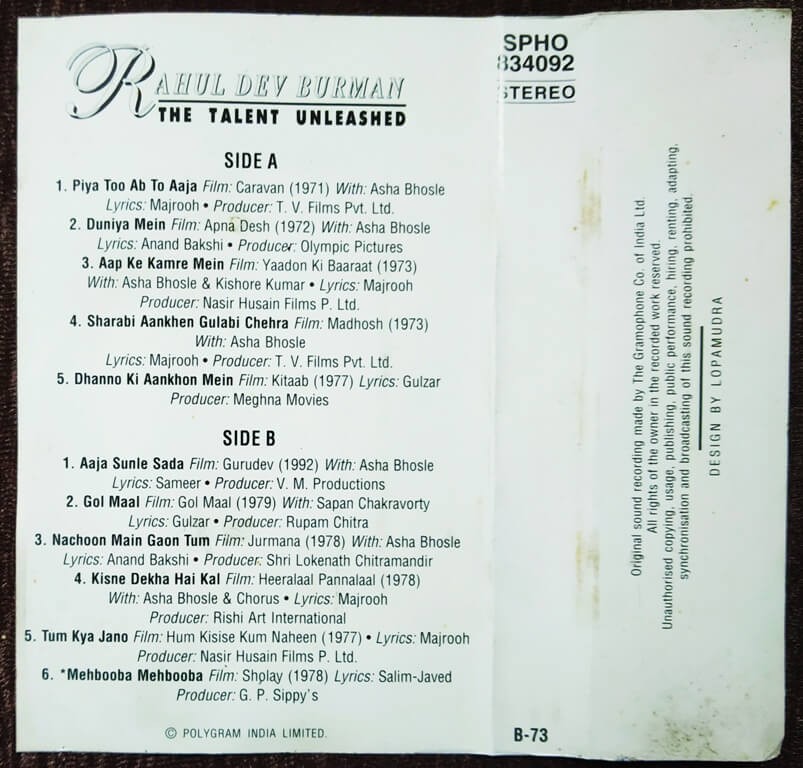 RAHUL DEV BURMAN
THE TALENT UNLEASHED
SIDE A
1. Piya Too Ab To Aaja Film: Caravan (1971) With: Asha Bhosle
Lyrics: Majrooh • Producer: T. V. Films Pvt. Ltd.
2. Duniya Mein Film: Apna Desh (1972) With: Asha Bhosle
Lyrics: Anand Bakshi • Producer: Olympic Pictures
3. Aap Ke Kamre Mein Film: Yaadon Ki Baaraat (1973)
With: Asha Bhosle & Kishore Kumar • Lyrics: Majrooh
Producer: Nasir Husain Films P. Ltd.
4. Sharabi Aankhen Gulabi Chehra Film: Madhosh (1973)
With: Asha Bhosle
Lyrics: Majrooh • Producer: T. V. Films Pvt. Ltd.
5. Dhanno Ki Aankhon Mein Film: Kitaab (1977) Lyrics: Gulzar
Producer: Meghna Movies
SIDE B
1. Aaja Sunle Sada Film: Gurudev (1992) With: Asha Bhosle
Lyrics: Sameer • Producer: V. M. Productions
2. Gol Maal Film: Gol Maal (1979) With: Sapan Chakravorty
Lyrics: Gulzar • Producer: Rupam Chitra
3. Nachoon Main Gaon Tum Film: Jurmana (1978) With: Asha Bhosle
Lyrics: Anand Bakshi • Producer: Shri Lokenath Chitramandir
4. Kisne Dekha Hai Kal Film: Heeralaal Pannalaal (1978)
With: Asha Bhosle & Chorus • Lyrics: Majrooh
Producer: Rishi Art International
5. Tum Kya Jano Film: Hum Kisise Kum Naheen (1977) • Lyrics: Majrooh
Producer: Nasir Husain Films P. Ltd.
6. *Mehbooba Mehbooba Film: Sholay (1978) Lyrics: Salim-Javed
Producer: G. P. Sippy's
© POLYGRAM INDIA LIMITED.
SPHO
834092
STEREO
B-73
Original sound recording made by The Gramophone Co. of India Ltd.
All rights of the owner in the recorded work reserved.
Unauthorised copying, usage, publishing, public performance, hiring, renting, adapting,
synchronisation and broadcasting of this sound recording prohibited.
DESIGN BY LOPAMUDRA